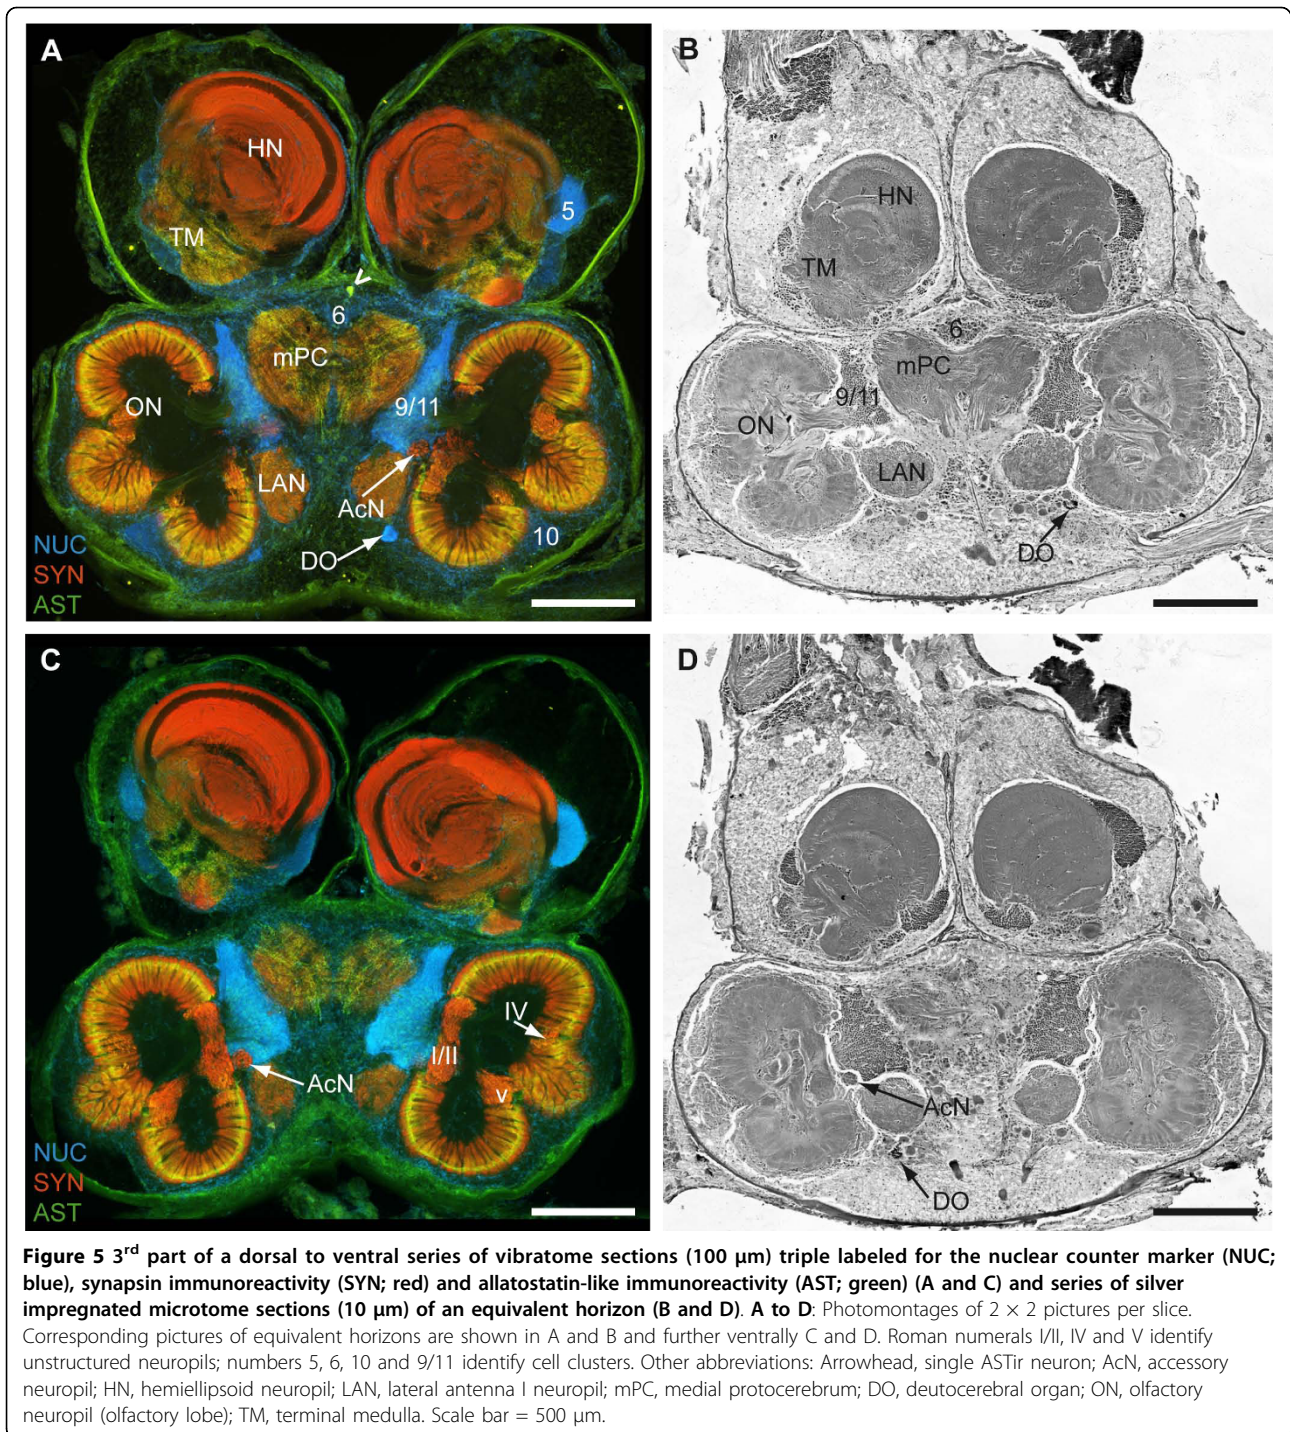 A
HN
TM
5
6
mPC
ON
9/11
LAN
AcN
DO
10
NUC
SYN
AST
B
HN
TM
6
mPC
9/11
ON
LAN
DO
C
IV
I/II
AcN
V
NUC
SYN
AST
D
AcN
DO
Figure 5 3rd part of a dorsal to ventral series of vibratome sections (100 μm) triple labeled for the nuclear counter marker (NUC;
blue), synapsin immunoreactivity (SYN; red) and allatostatin-like immunoreactivity (AST; green) (A and C) and series of silver
impregnated microtome sections (10 μm) of an equivalent horizon (B and D). A to D: Photomontages of 2 × 2 pictures per slice.
Corresponding pictures of equivalent horizons are shown in A and B and further ventrally C and D. Roman numerals I/II, IV and V identify
unstructured neuropils; numbers 5, 6, 10 and 9/11 identify cell clusters. Other abbreviations: Arrowhead, single ASTir neuron; AcN, accessory
neuropil; HN, hemiellipsoid neuropil; LAN, lateral antenna I neuropil; mPC, medial protocerebrum; DO, deutocerebral organ; ON, olfactory
neuropil (olfactory lobe); TM, terminal medulla. Scale bar = 500 μm.